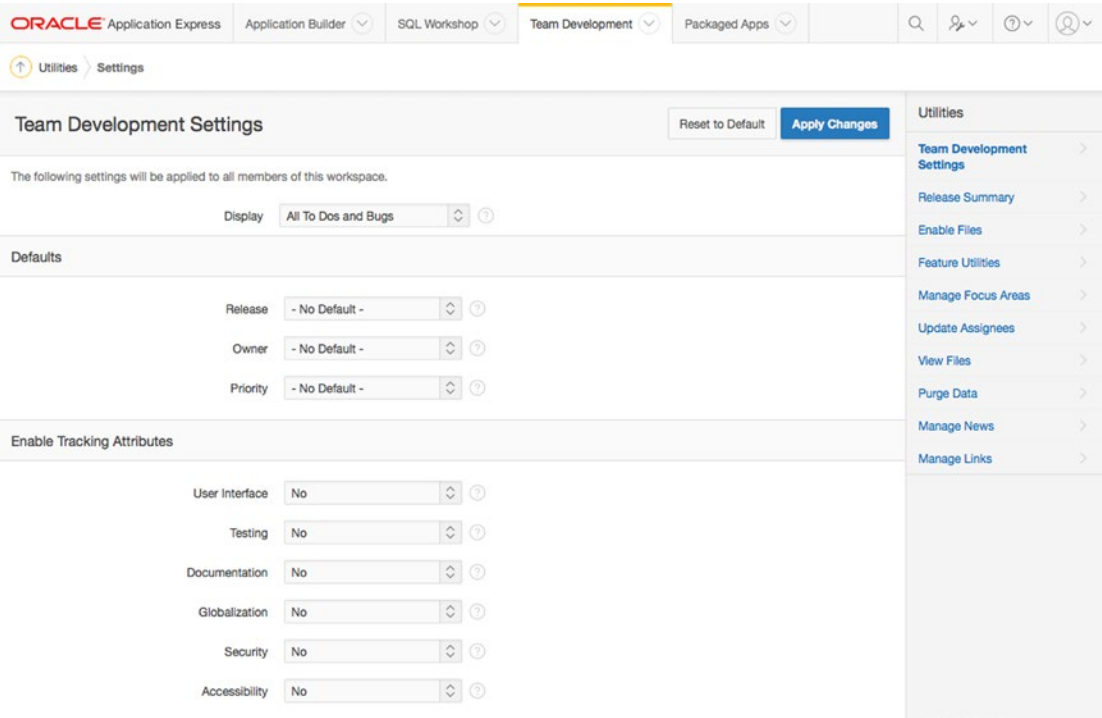 ORACLE Application Express Application Builder SQL Workshop Team Development Packaged Apps
Utilities Settings
Team Development Settings
Reset to Default
Apply Changes
The following settings will be applied to all members of this workspace.
Display All To Dos and Bugs
Defaults
Release - No Default -
Owner - No Default -
Priority - No Default -
Enable Tracking Attributes
User Interface No
Testing No
Documentation No
Globalization No
Security No
Accessibility No
Utilities
Team Development
Settings
Release Summary
Enable Files
Feature Utilities
Manage Focus Areas
Update Assignees
View Files
Purge Data
Manage News
Manage Links